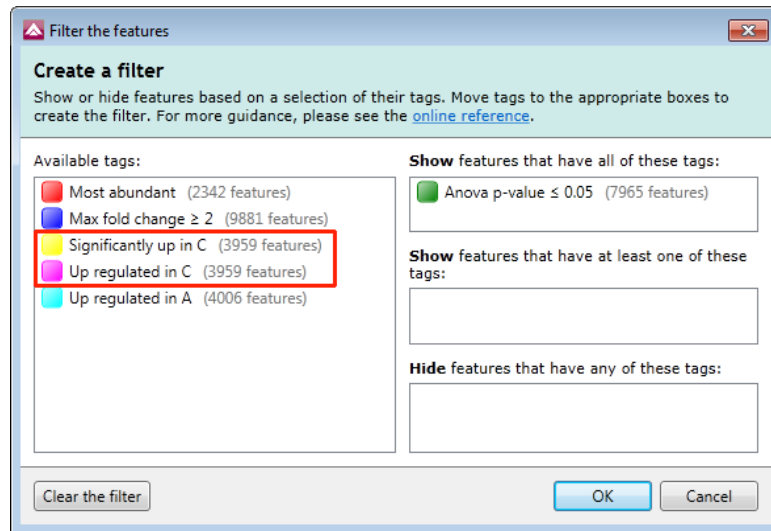 Filter the features
Create a filter
Show or hide features based on a selection of their tags. Move tags to the appropriate boxes to
create the filter. For more guidance, please see the online reference.
Available tags:
Most abundant (2342 features)
Max fold change ≥ 2 (9881 features)
Significantly up in C (3959 features)
Up regulated in C (3959 features)
Up regulated in A (4006 features)
Show features that have all of these tags:
Anova p-value ≤ 0.05 (7965 features)
Show features that have at least one of these
tags:
Hide features that have any of these tags:
Clear the filter
OK
Cancel